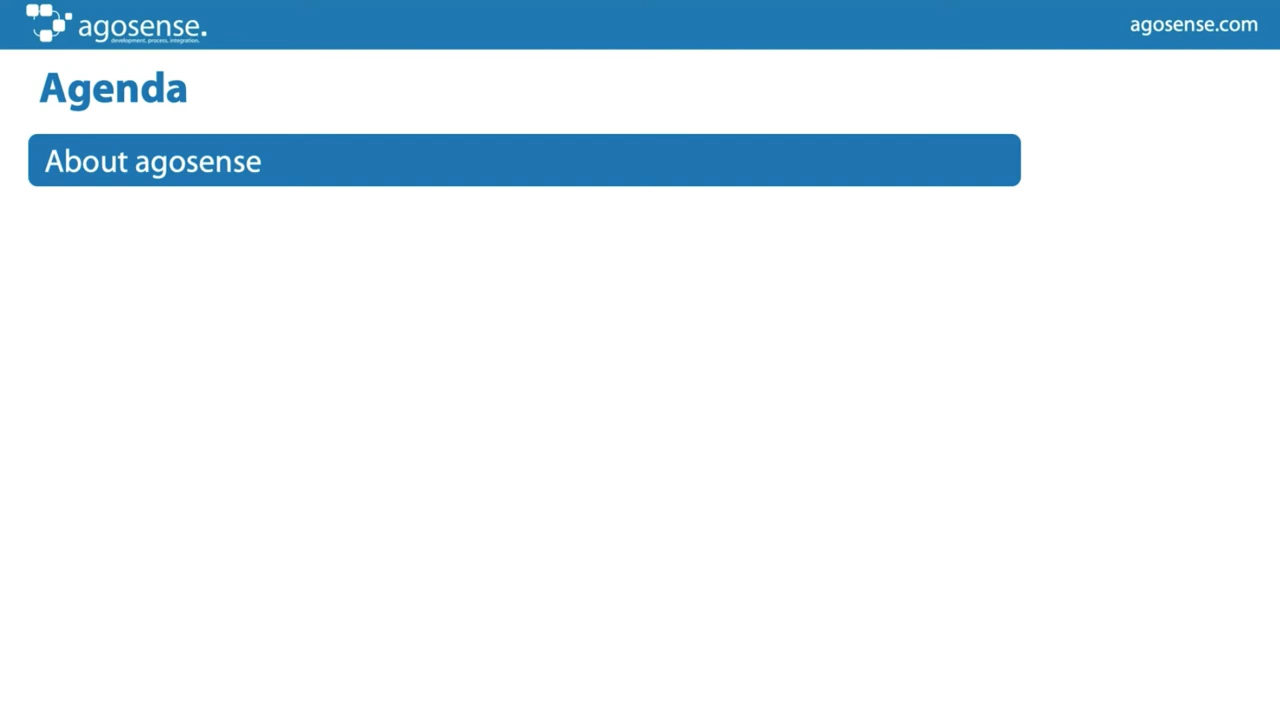 agosense.
development. process. integration.
agosense.com
Agenda
About agosense